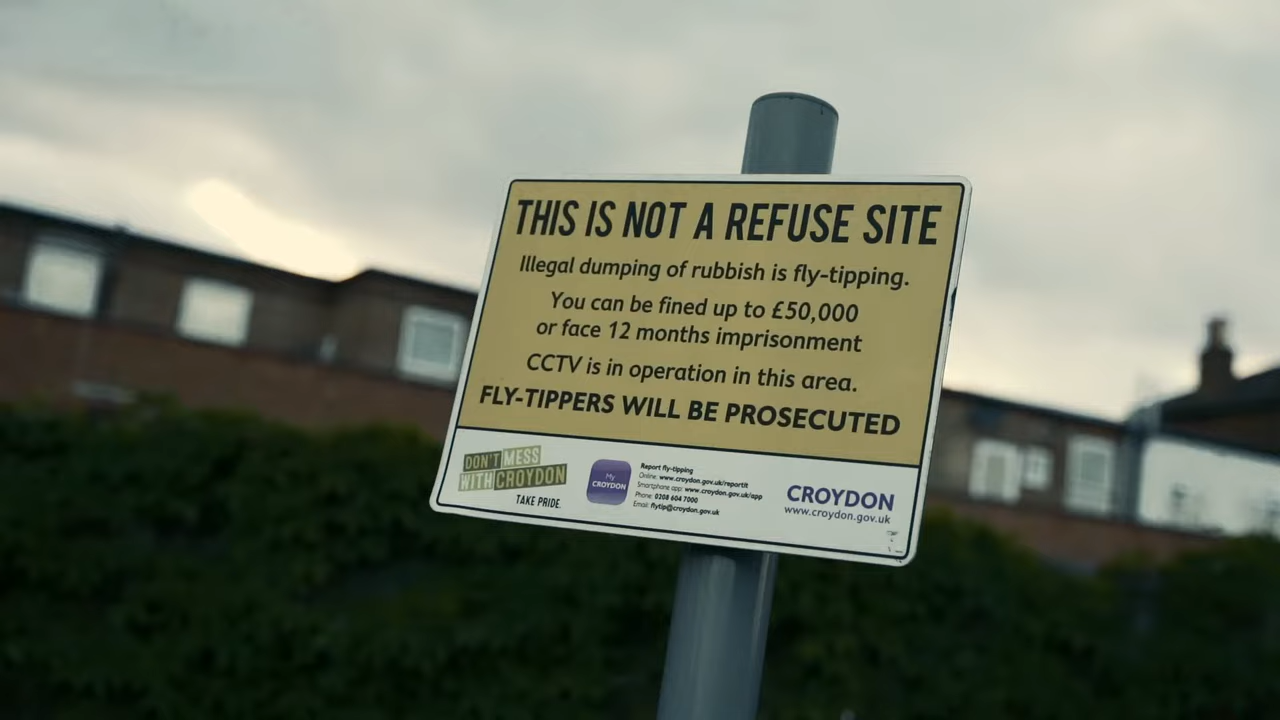 THIS IS NOT A REFUSE SITE
Illegal dumping of rubbish is fly-tipping.
You can be fined up to £50,000
or face 12 months imprisonment
CCTV is in operation in this area.
FLY-TIPPERS WILL BE PROSECUTED
DON'T MESS
WITH CROYDON
TAKE PRIDE.
My
CROYDON
Report fly-tipping
Online: www.croydon.gov.uk/reportit
Smartphone app: www.croydon.gov.uk/app
Phone: 0208 604 7000
Email: flytip@croydon.gov.uk
CROYDON
www.croydon.gov.uk